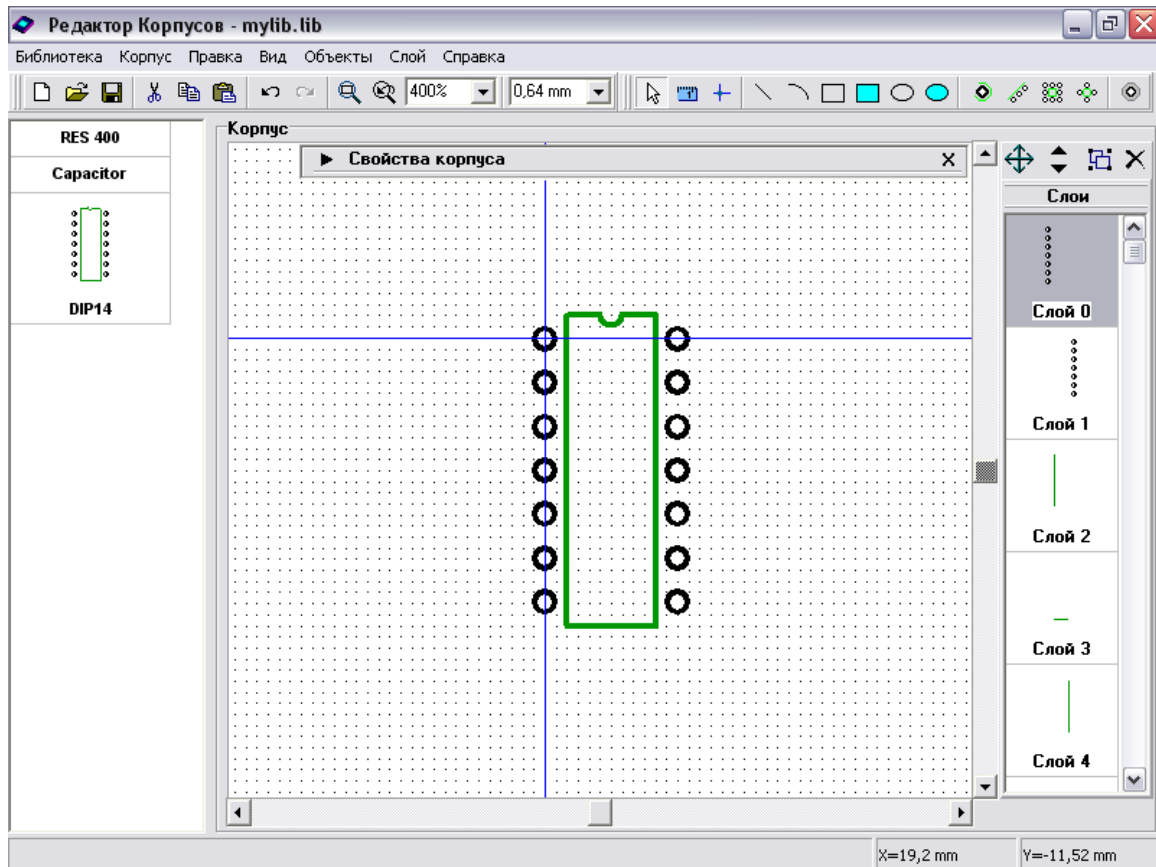 Редактор Корпусов - mylib.lib
Библиотека Корпус Правка Вид Объекты Слой Справка
400% 0,64 mm
RES 400
Capacitor
DIP14
Корпус
Свойства корпуса
Слои
Слой 0
Слой 1
Слой 2
Слой 3
Слой 4
X=19,2 mm Y=-11,52 mm